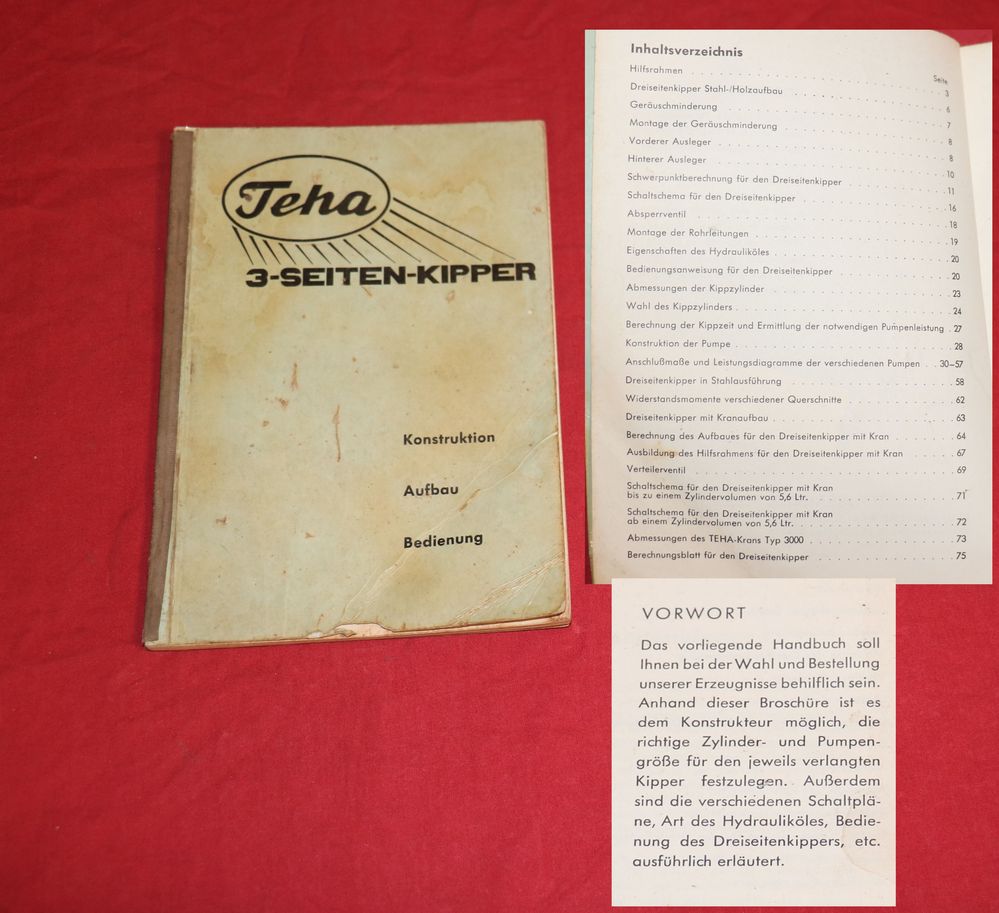 Teha
3-SEITEN-KIPPER
Konstruktion
Aufbau
Bedienung
Inhaltsverzeichnis
Seite
Hilfsrahmen . . . . . . . . . . 3
Dreiseitenkipper Stahl-/Holzaufbau . . . . . . . . . . 6
Geräuschminderung . . . . . . . . . . 7
Montage der Geräuschminderung . . . . . . . . . . 8
Vorderer Ausleger . . . . . . . . . . 8
Hinterer Ausleger . . . . . . . . . . 10
Schwerpunktberechnung für den Dreiseitenkipper . . . . . . . . . . 11
Schaltschema für den Dreiseitenkipper . . . . . . . . . . 16
Absperrventil . . . . . . . . . . 18
Montage der Rohrleitungen . . . . . . . . . . 19
Eigenschaften des Hydrauliköles . . . . . . . . . . 20
Bedienungsanweisung für den Dreiseitenkipper . . . . . . . . . . 20
Abmessungen der Kippzylinder . . . . . . . . . . 23
Wahl des Kippzylinders . . . . . . . . . . 24
Berechnung der Kippzeit und Ermittlung der notwendigen Pumpenleistung . 27
Konstruktion der Pumpe . . . . . . . . . . 28
Anschlußmaße und Leistungsdiagramme der verschiedenen Pumpen . . 30–57
Dreiseitenkipper in Stahlausführung . . . . . . . . . . 58
Widerstandsmomente verschiedener Querschnitte . . . . . . . . . . 62
Dreiseitenkipper mit Kranaufbau . . . . . . . . . . 63
Berechnung des Aufbaues für den Dreiseitenkipper mit Kran . . . . . . 64
Ausbildung des Hilfsrahmens für den Dreiseitenkipper mit Kran . . . . . 67
Verteilerventil . . . . . . . . . . 69
Schaltschema für den Dreiseitenkipper mit Kran
bis zu einem Zylindervolumen von 5,6 Ltr. . . . . . . . . . . 71
Schaltschema für den Dreiseitenkipper mit Kran
ab einem Zylindervolumen von 5,6 Ltr. . . . . . . . . . . 72
Abmessungen des TEHA-Krans Typ 3000 . . . . . . . . . . 73
Berechnungsblatt für den Dreiseitenkipper . . . . . . . . . . 75
VORWORT
Das vorliegende Handbuch soll
Ihnen bei der Wahl und Bestellung
unserer Erzeugnisse behilflich sein.
Anhand dieser Broschüre ist es
dem Konstrukteur möglich, die
richtige Zylinder- und Pumpen-
größe für den jeweils verlangten
Kipper festzulegen. Außerdem
sind die verschiedenen Schaltplä-
ne, Art des Hydrauliköles, Bedie-
nung des Dreiseitenkippers, etc.
ausführlich erläutert.